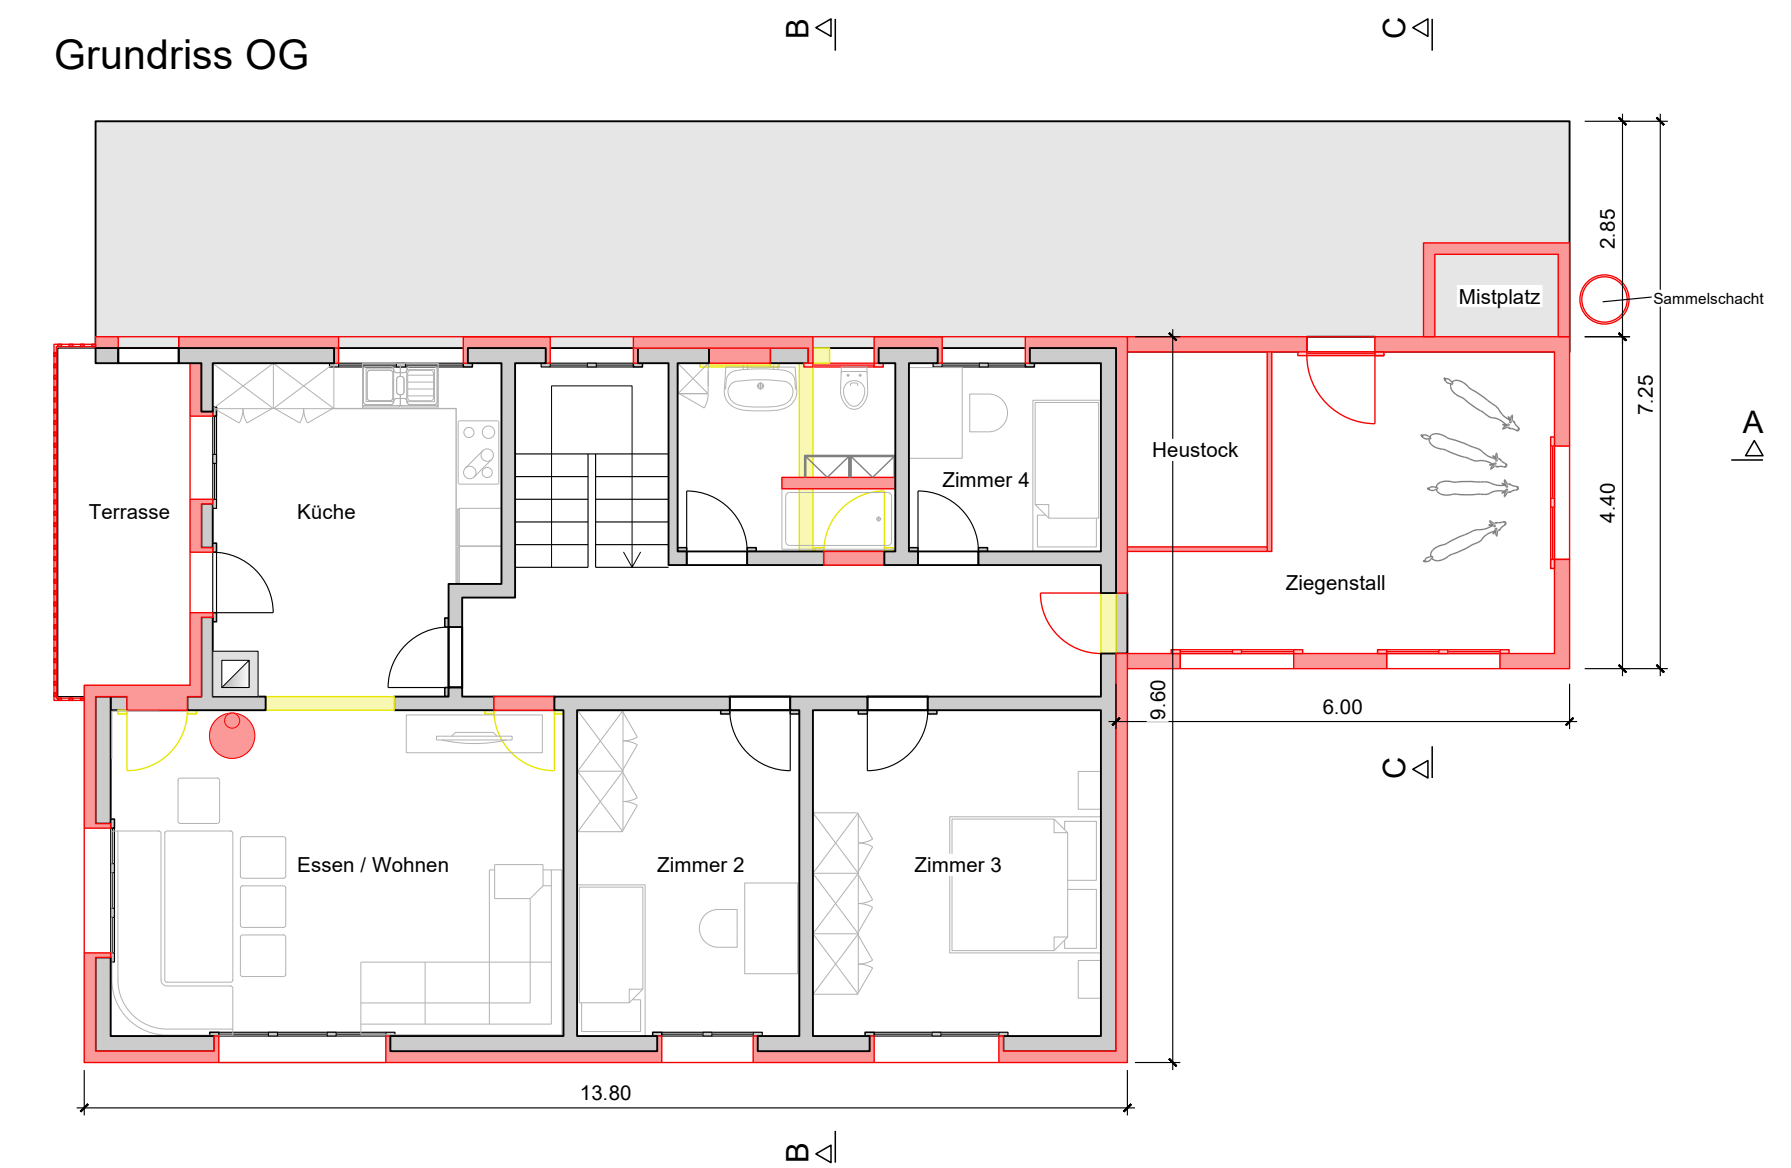 B
C
Grundriss OG
2.85
Mistplatz
Sammelschacht
7.25
A
Heustock
Zimmer 4
4.40
Terrasse
Küche
Ziegenstall
9.60
6.00
C
Essen / Wohnen
Zimmer 2
Zimmer 3
13.80
B